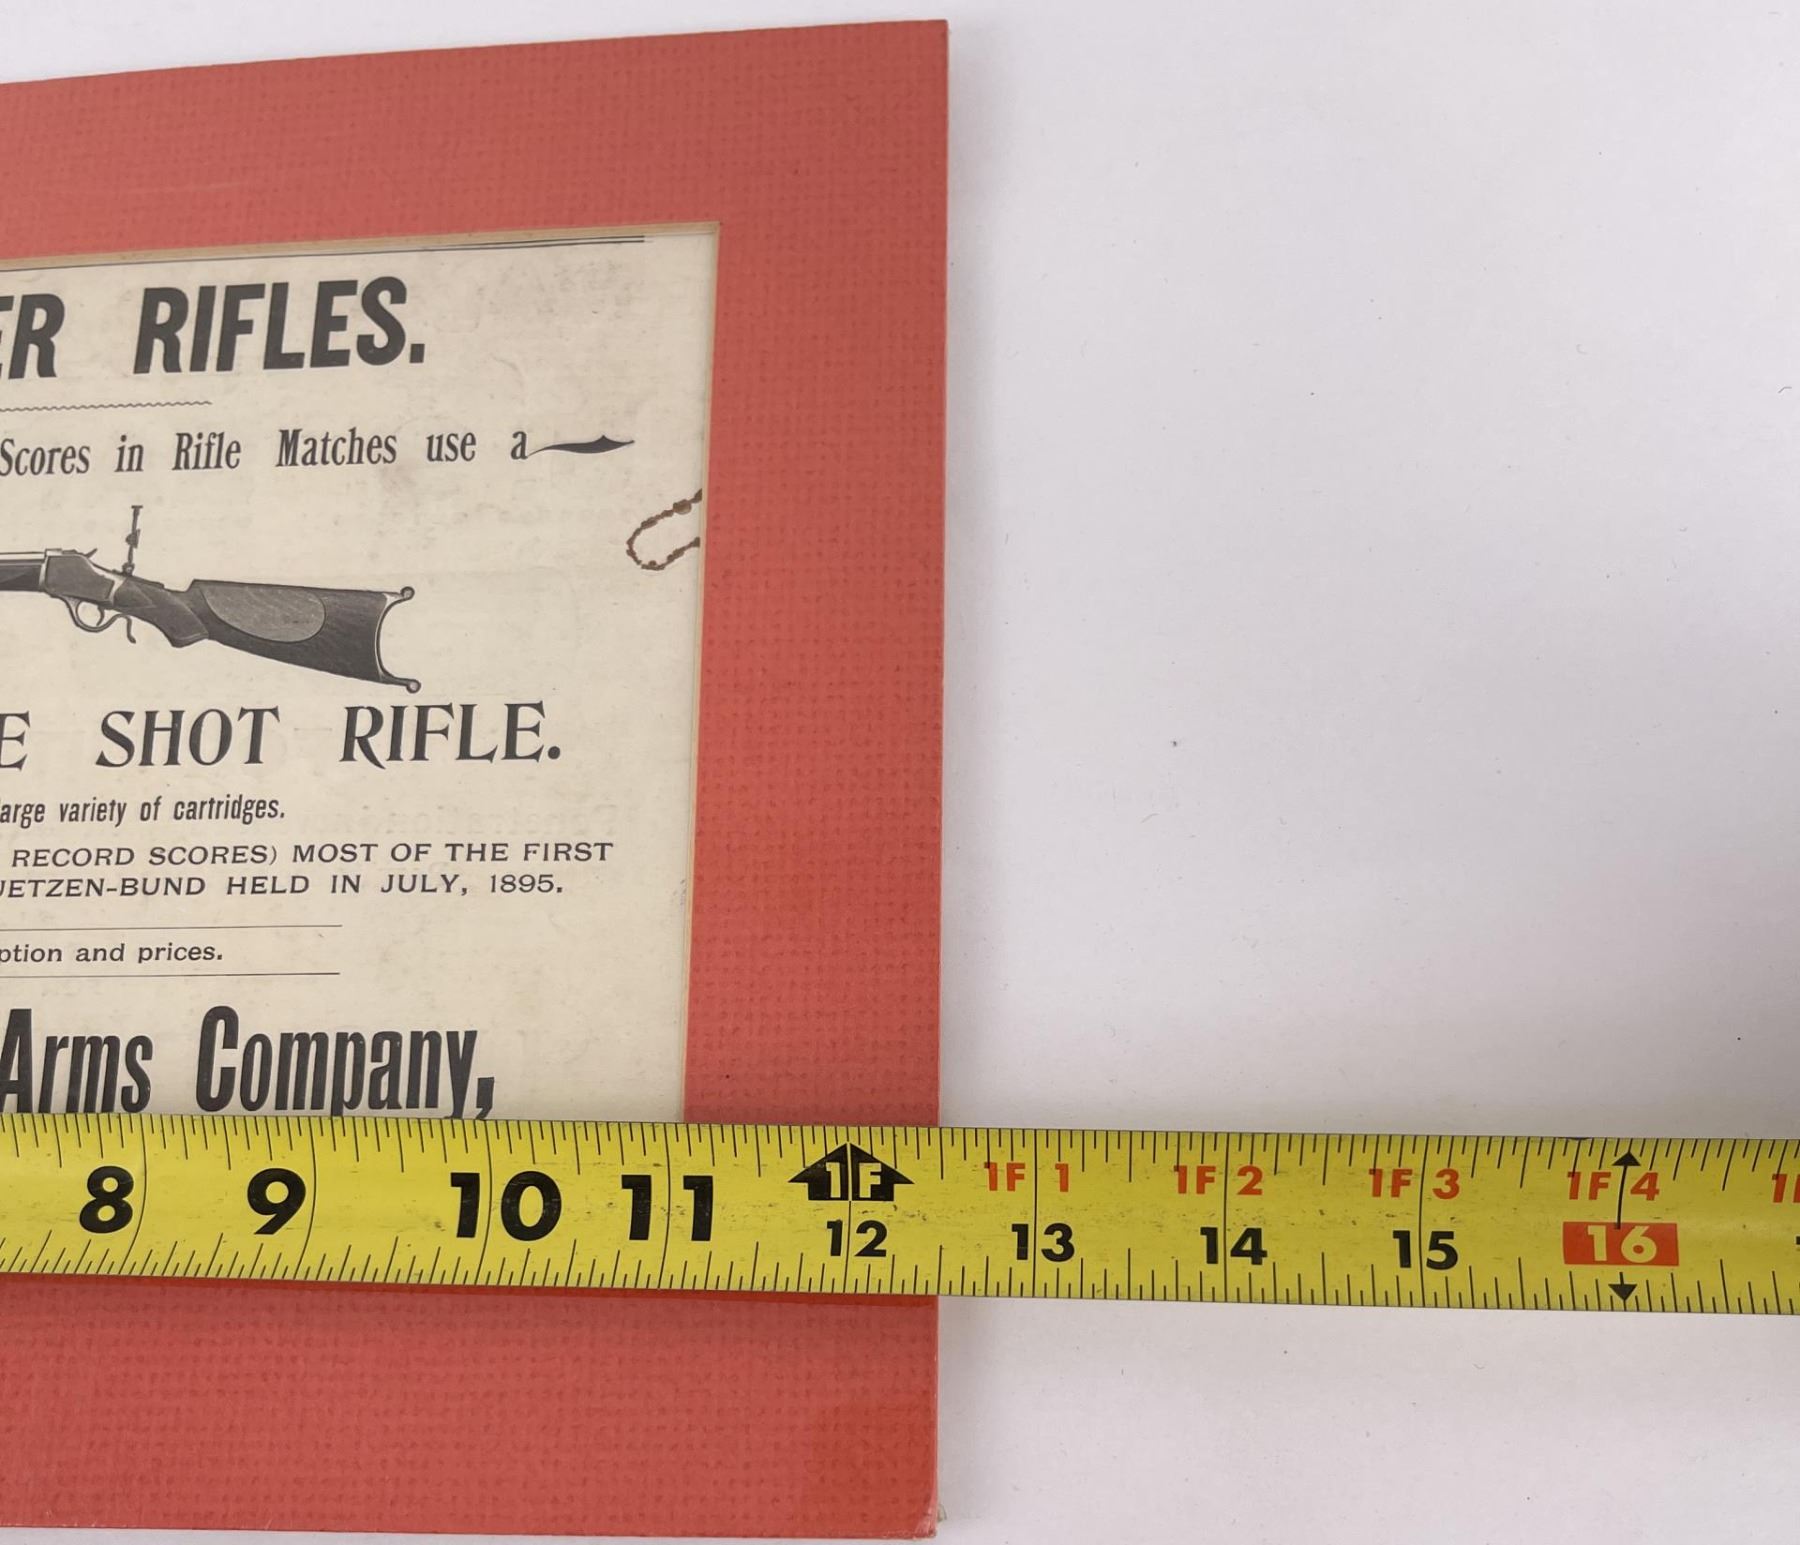 ER RIFLES.
Scores in Rifle Matches use a
E SHOT RIFLE.
large variety of cartridges.
RECORD SCORES) MOST OF THE FIRST
UETZEN-BUND HELD IN JULY, 1895.
ption and prices.
Arms Company,
8 9 10 11 1F 1F 1 1F 2 1F 3 1F 4
12 13 14 15 16